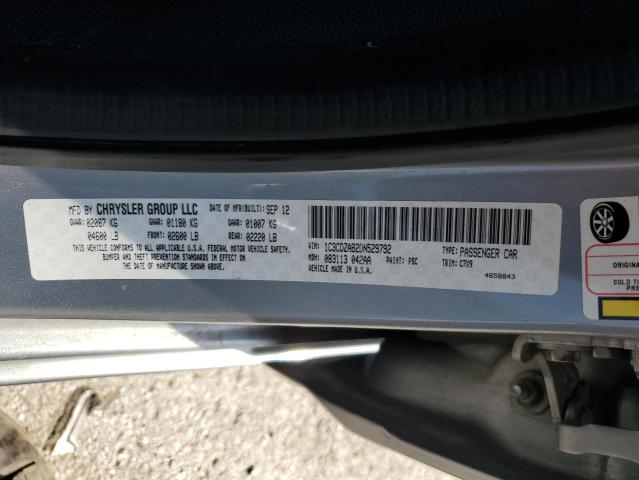 MFD BY CHRYSLER GROUP LLC DATE OF MFR(BUILT): SEP 12
GVWR: 02087 KG GAWR: 01180 KG GAWR: 01007 KG
04600 LB FRONT: 02600 LB REAR: 02220 LB
THIS VEHICLE CONFORMS TO ALL APPLICABLE U.S.A. FEDERAL MOTOR VEHICLE SAFETY,
BUMPER AND THEFT PREVENTION STANDARDS IN EFFECT ON
THE DATE OF MANUFACTURE SHOWN ABOVE.
VIN: 1C3CDZAB2DN529792 TYPE: PASSENGER CAR
MDH: 083113 042AA PAINT: PSC TRIM: C7X9
VEHICLE MADE IN U.S.A. 4658843
ORIGINAL
COLD